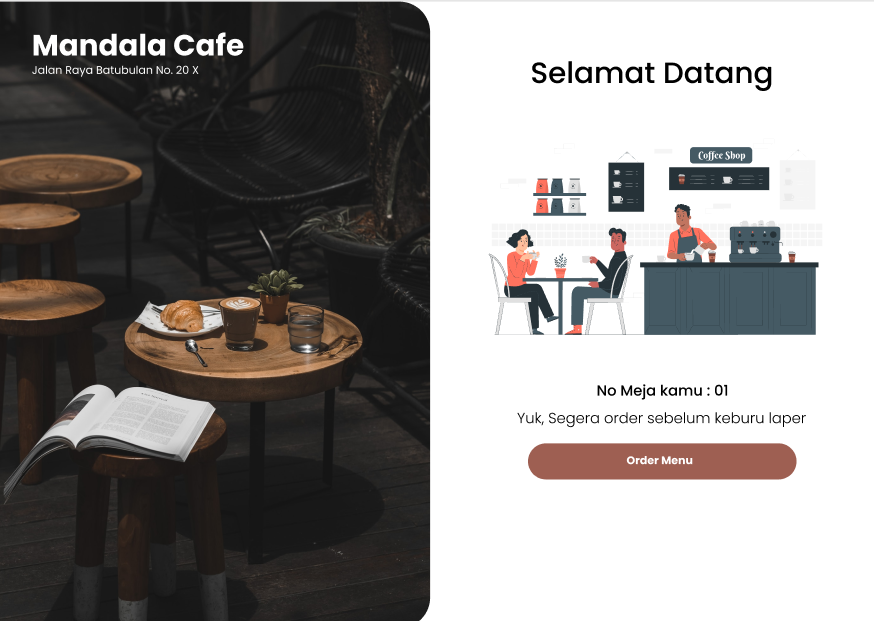 Mandala Cafe
Jalan Raya Batubulan No. 20 X
Selamat Datang
Coffee Shop
No Meja kamu : 01
Yuk, Segera order sebelum keburu laper
Order Menu